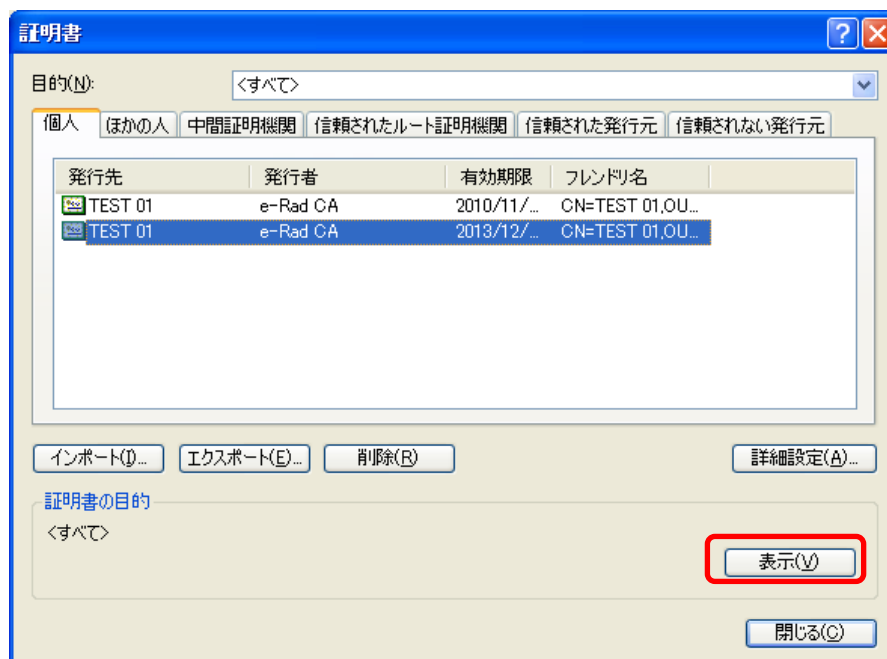 証明書
目的(N):
<すべて>
個人 ほかの人 中間証明機関 信頼されたルート証明機関 信頼された発行元 信頼されない発行元
発行先 発行者 有効期限 フレンドリ名
TEST 01 e-Rad CA 2010/11/... CN=TEST 01,OU...
TEST 01 e-Rad CA 2013/12/... CN=TEST 01,OU...
インポート(I)... エクスポート(E)... 削除(R) 詳細設定(A)...
証明書の目的
<すべて>
表示(V)
閉じる(C)